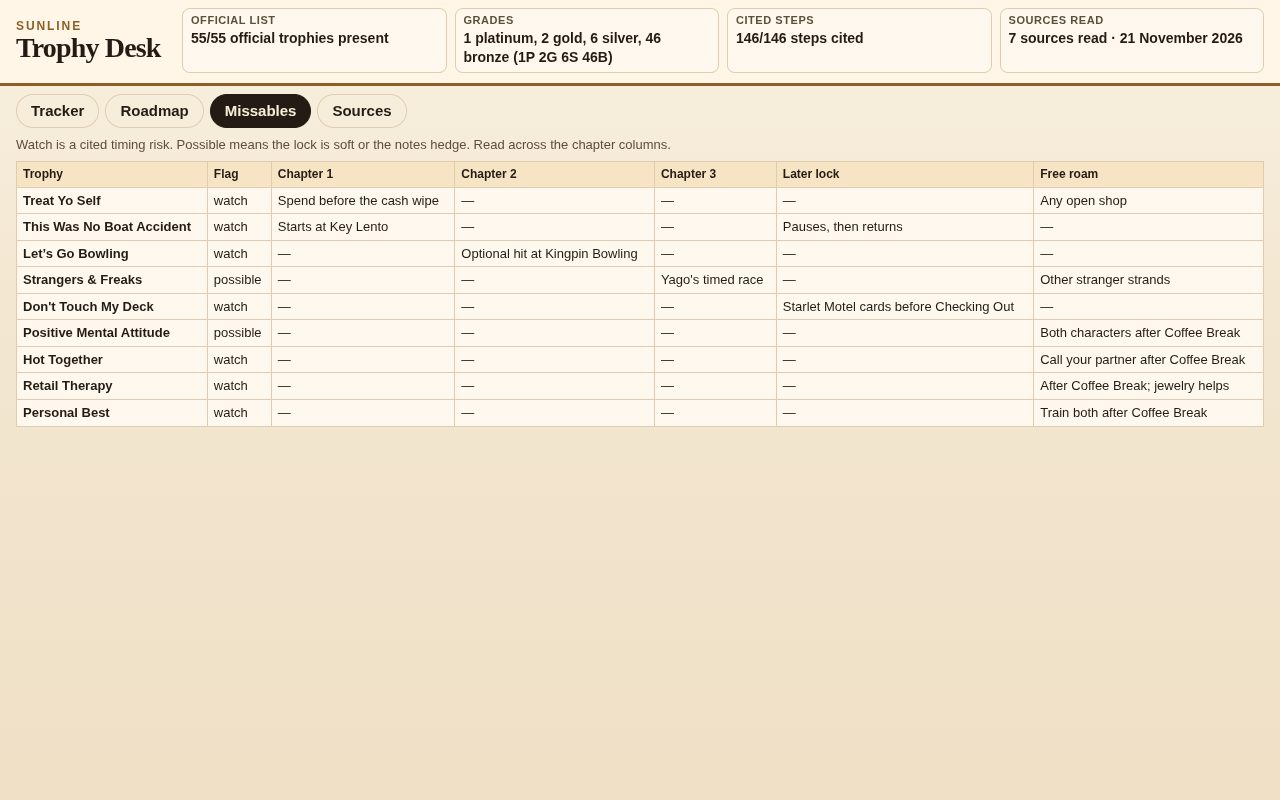 SUNLINE
Trophy Desk
OFFICIAL LIST
55/55 official trophies present
GRADES
1 platinum, 2 gold, 6 silver, 46
bronze (1P 2G 6S 46B)
CITED STEPS
146/146 steps cited
SOURCES READ
7 sources read · 21 November 2026
Tracker Roadmap Missables Sources
Watch is a cited timing risk. Possible means the lock is soft or the notes hedge. Read across the chapter columns.
Trophy Flag Chapter 1 Chapter 2 Chapter 3 Later lock Free roam
Treat Yo Self watch Spend before the cash wipe — — — Any open shop
This Was No Boat Accident watch Starts at Key Lento — — Pauses, then returns —
Let's Go Bowling watch — Optional hit at Kingpin Bowling — — —
Strangers & Freaks possible — — Yago's timed race — Other stranger strands
Don't Touch My Deck watch — — — Starlet Motel cards before Checking Out —
Positive Mental Attitude possible — — — — Both characters after Coffee Break
Hot Together watch — — — — Call your partner after Coffee Break
Retail Therapy watch — — — — After Coffee Break; jewelry helps
Personal Best watch — — — — Train both after Coffee Break